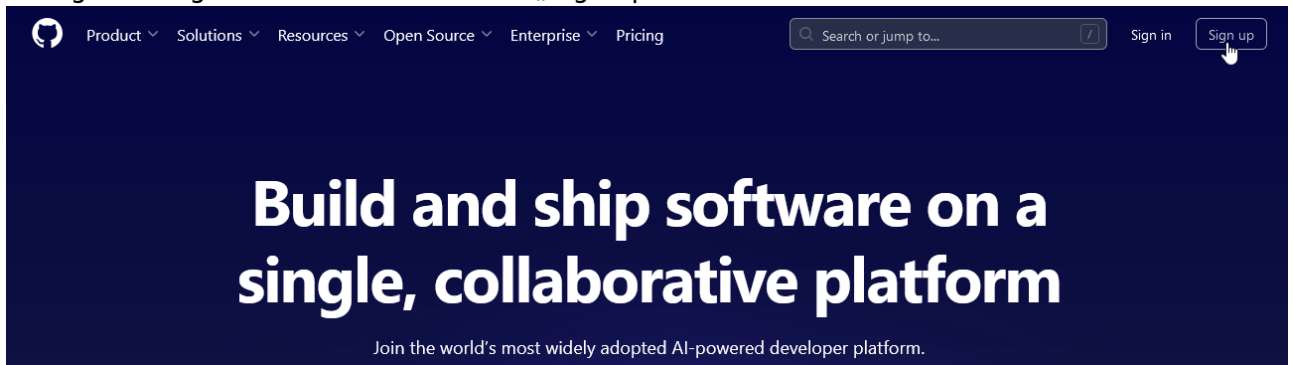 Product Solutions Resources Open Source Enterprise Pricing Search or jump to... / Sign in Sign up
Build and ship software on a
single, collaborative platform
Join the world's most widely adopted AI-powered developer platform.